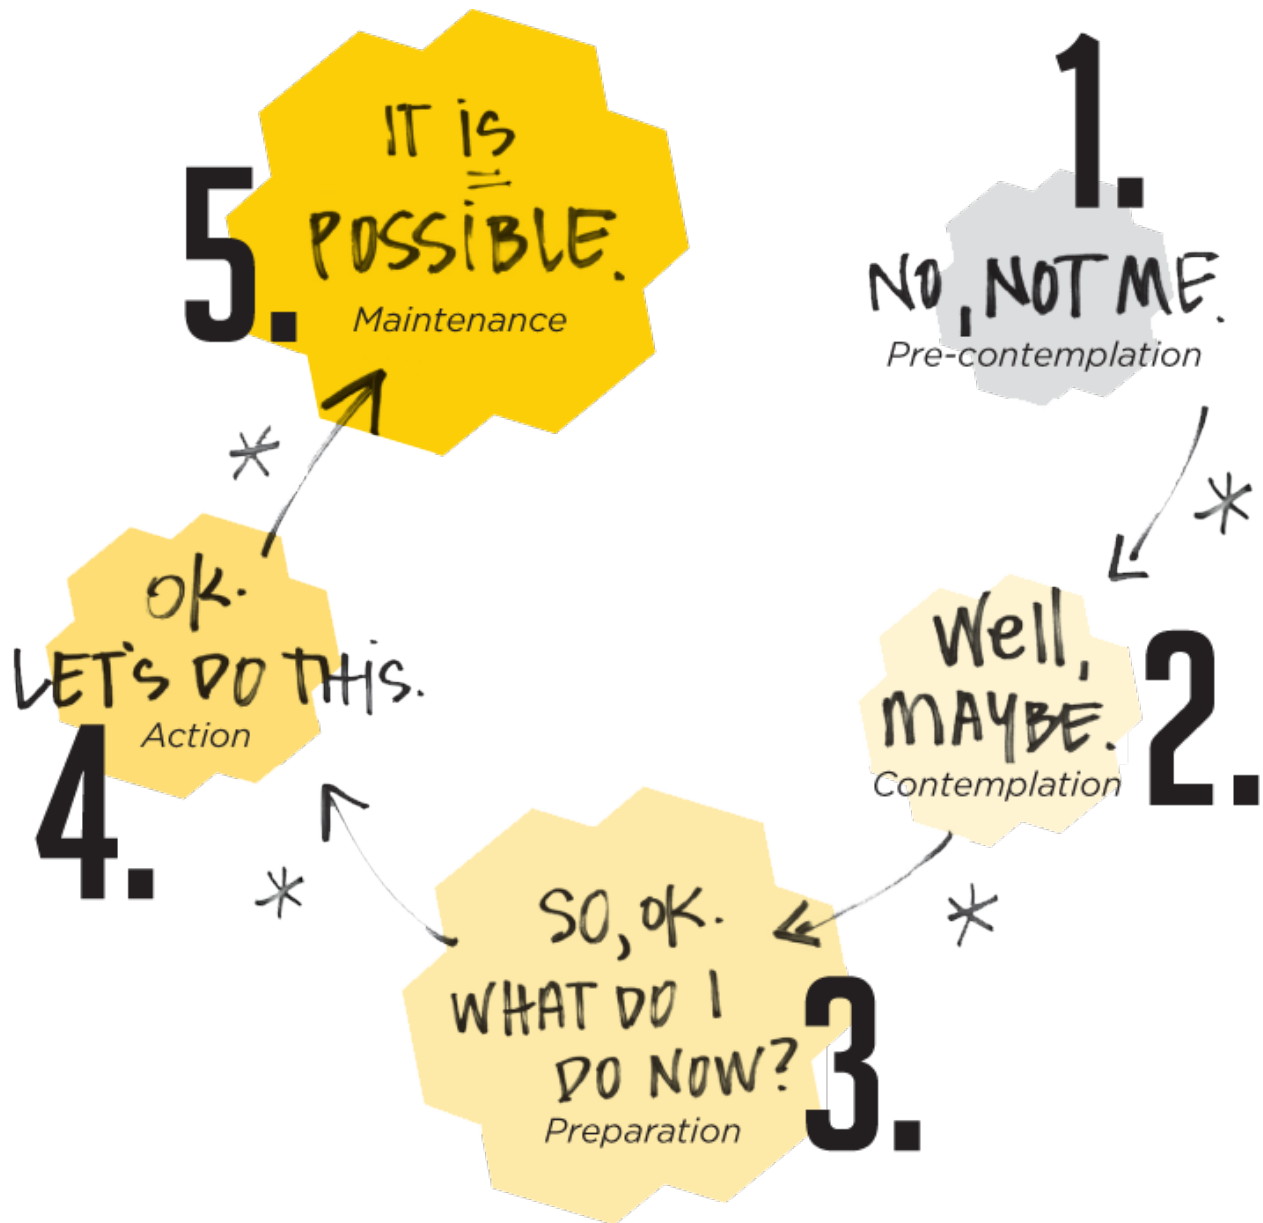 1.
NO, NOT ME.
Pre-contemplation
*
Well,
MAYBE.
Contemplation
2.
*
SO, OK.
WHAT DO I
DO NOW?
Preparation
3.
*
OK.
LET'S DO THIS.
Action
4.
*
IT is
POSSiBLE.
Maintenance
5.